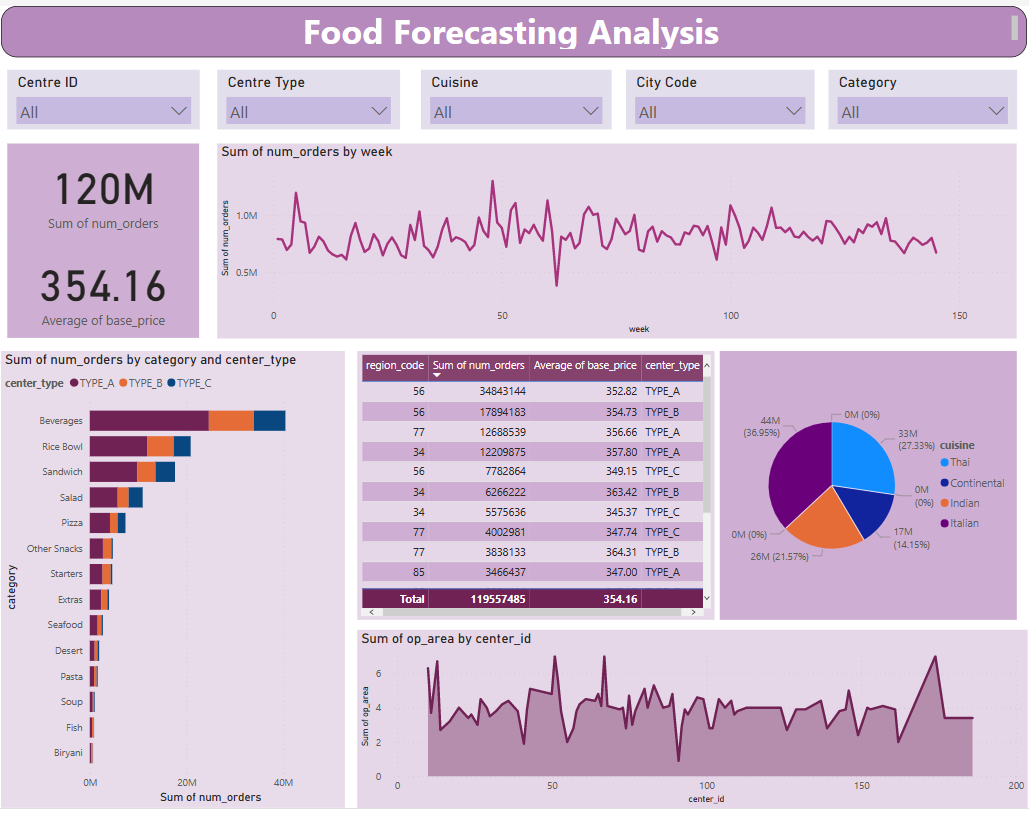 Food Forecasting Analysis
Centre ID
All
Centre Type
All
Cuisine
All
City Code
All
Category
All
120M
Sum of num_orders
354.16
Average of base_price
Sum of num_orders by week
Sum of num_orders
1.0M
0.5M
0 50 100 150
week
Sum of num_orders by category and center_type
center_type TYPE_A TYPE_B TYPE_C
category
Beverages
Rice Bowl
Sandwich
Salad
Pizza
Other Snacks
Starters
Extras
Seafood
Desert
Pasta
Soup
Fish
Biryani
0M 20M 40M
Sum of num_orders
region_code Sum of num_orders Average of base_price center_type
56 34843144 352.82 TYPE_A
56 17894183 354.73 TYPE_B
77 12688539 356.66 TYPE_A
34 12209875 357.80 TYPE_A
56 7782864 349.15 TYPE_C
34 6266222 363.42 TYPE_B
34 5575636 345.37 TYPE_C
77 4002981 347.74 TYPE_C
77 3838133 364.31 TYPE_B
85 3466437 347.00 TYPE_A
Total 119557485 354.16
0M (0%)
33M
(27.33%)
0M
(0%)
17M
(14.15%)
26M (21.57%)
0M (0%)
44M
(36.95%)
cuisine
Thai
Continental
Indian
Italian
Sum of op_area by center_id
Sum of op_area
6
4
2
0
0 50 100 150 200
center_id